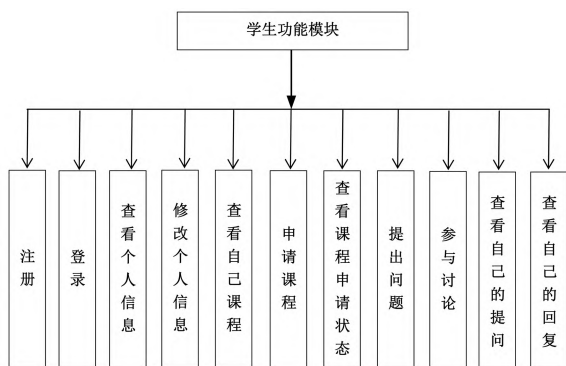 学生功能模块
注册
登录
查看个人信息
修改个人信息
查看自己课程
申请课程
查看课程申请状态
提出问题
参与讨论
查看自己的提问
查看自己的回复